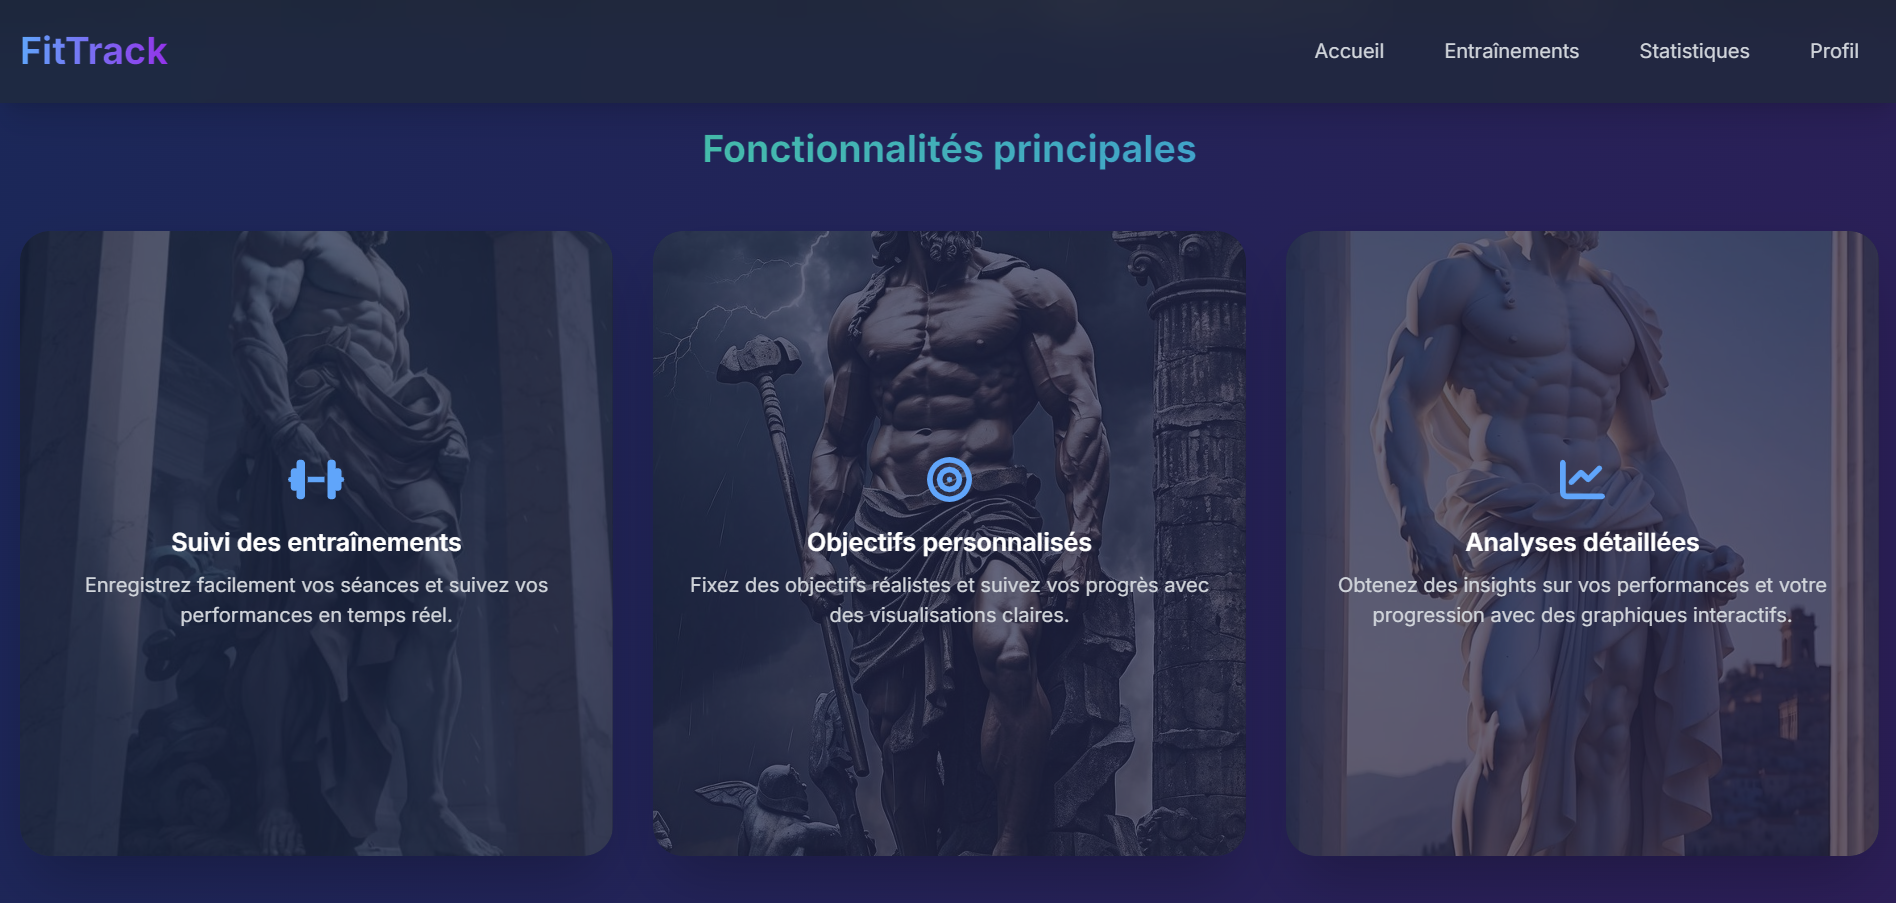 FitTrack
Accueil
Entraînements
Statistiques
Profil
Fonctionnalités principales
Suivi des entraînements
Enregistrez facilement vos séances et suivez vos
performances en temps réel.
Objectifs personnalisés
Fixez des objectifs réalistes et suivez vos progrès avec
des visualisations claires.
Analyses détaillées
Obtenez des insights sur vos performances et votre
progression avec des graphiques interactifs.